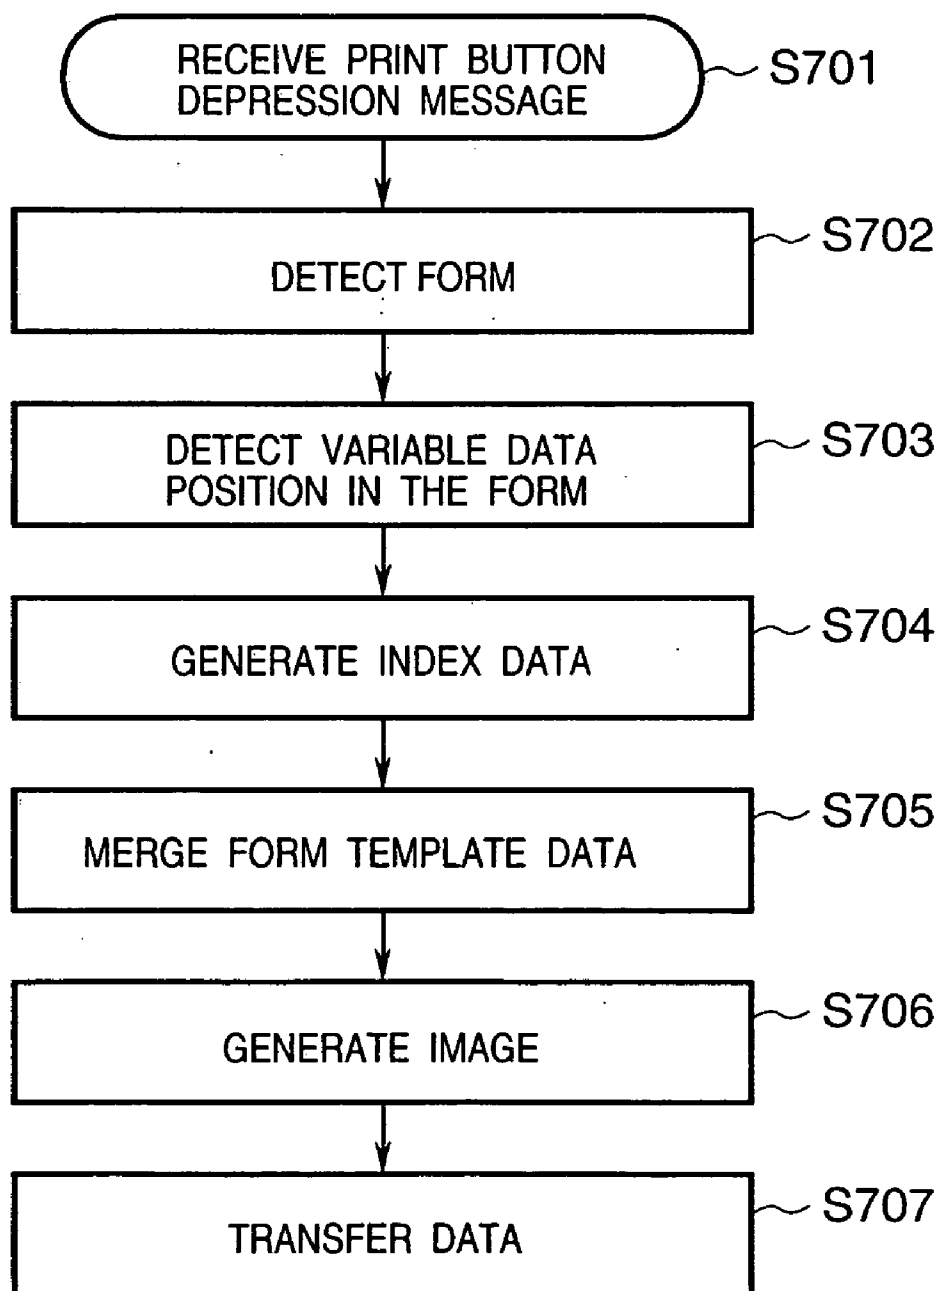 RECEIVE PRINT BUTTON
DEPRESSION MESSAGE
S701
DETECT FORM
S702
DETECT VARIABLE DATA
POSITION IN THE FORM
S703
GENERATE INDEX DATA
S704
MERGE FORM TEMPLATE DATA
S705
GENERATE IMAGE
S706
TRANSFER DATA
S707